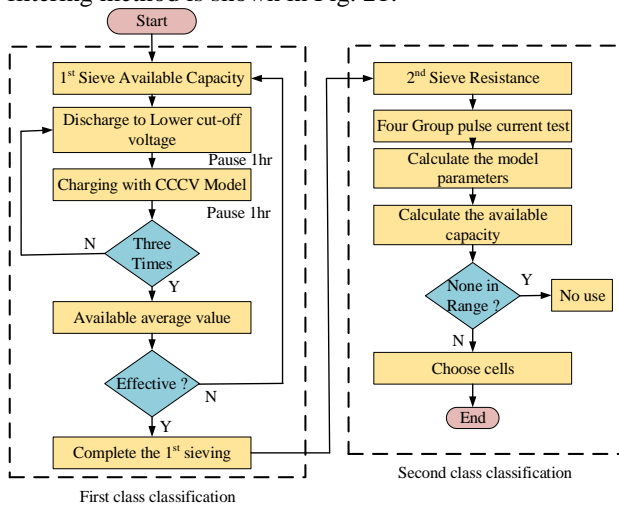 filtering method is shown in Fig. 21.
Start
1st Sieve Available Capacity
Discharge to Lower cut-off
voltage
Pause 1hr
Charging with CCCV Model
Pause 1hr
N
Three
Times
Y
Available average value
Effective ?
N
Y
Complete the 1st sieving
First class classification
2nd Sieve Resistance
Four Group pulse current test
Calculate the model
parameters
Calculate the available
capacity
None in
Range ?
Y
No use
N
Choose cells
End
Second class classification